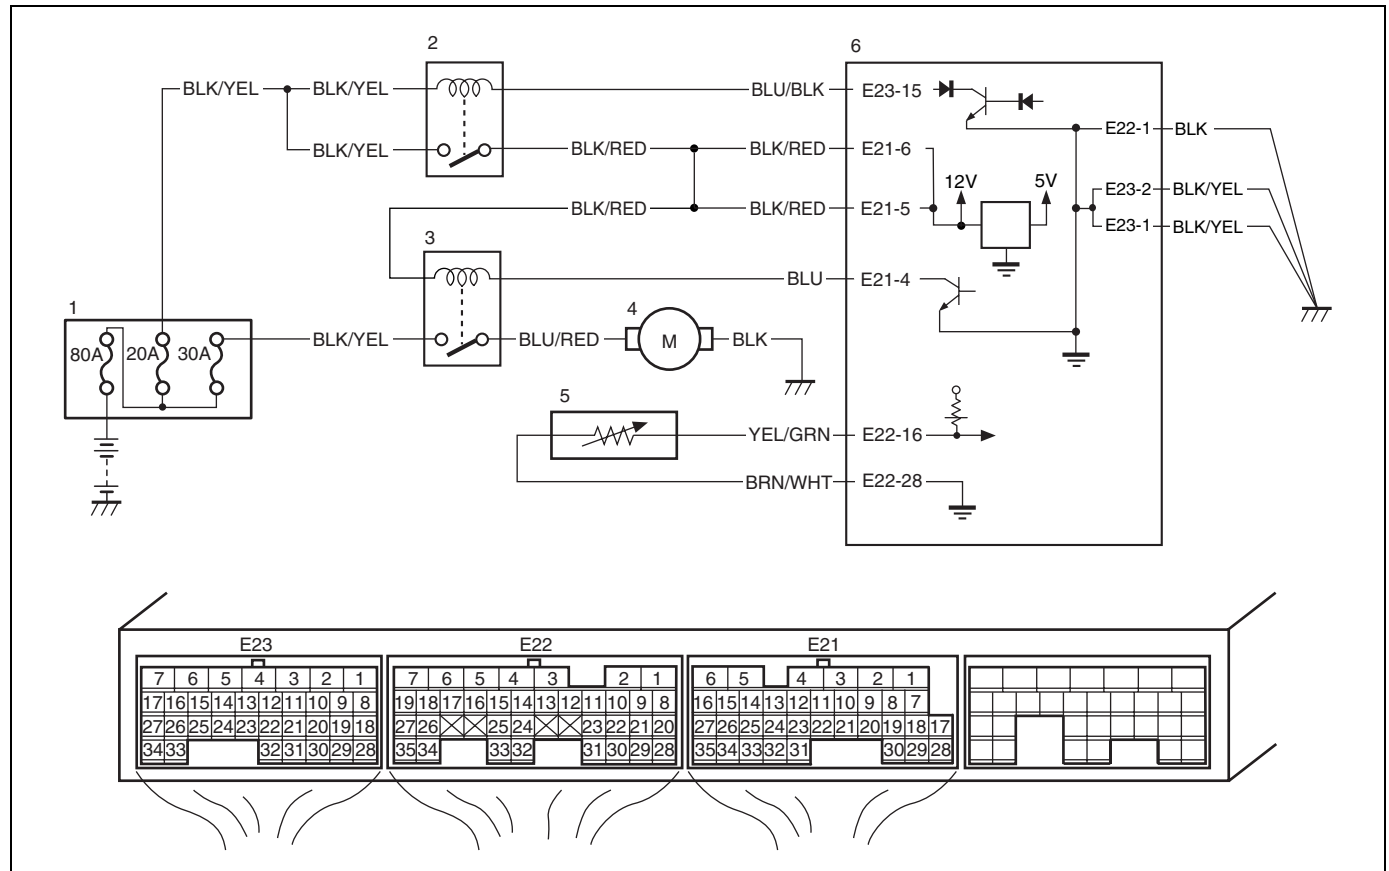 2
6
BLK/YEL BLK/YEL BLU/BLK E23-15
E22-1 BLK
BLK/YEL BLK/RED BLK/RED E21-6
12V 5V
E23-2 BLK/YEL
BLK/RED BLK/RED E21-5
E23-1 BLK/YEL
3
BLU E21-4
1
4
BLK/YEL BLU/RED M BLK
80A 20A 30A
5
YEL/GRN E22-16
BRN/WHT E22-28
E23 E22 E21
7 6 5 4 3 2 1 7 6 5 4 3 2 1 6 5 4 3 2 1
17 16 15 14 13 12 11 10 9 8 19 18 17 16 15 14 13 12 11 10 9 8 16 15 14 13 12 11 10 9 8 7
27 26 25 24 23 22 21 20 19 18 27 26 25 24 23 22 21 20 27 26 25 24 23 22 21 20 19 18 17
34 33 32 31 30 29 28 35 34 33 32 31 30 29 28 35 34 33 32 31 30 29 28